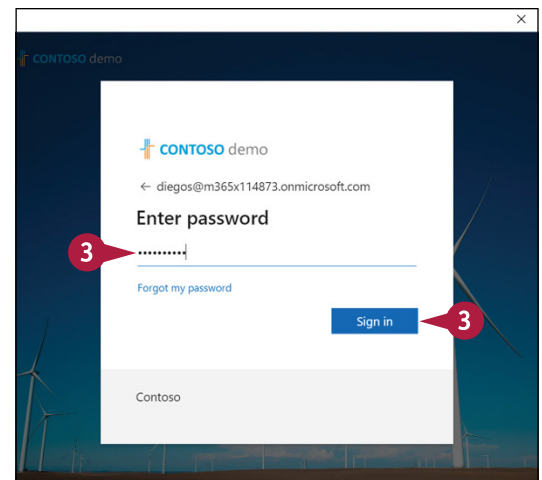 ×
CONTOSO demo
CONTOSO demo
← diegos@m365x114873.onmicrosoft.com
Enter password
3
••••••••••
Forgot my password
Sign in
3
Contoso